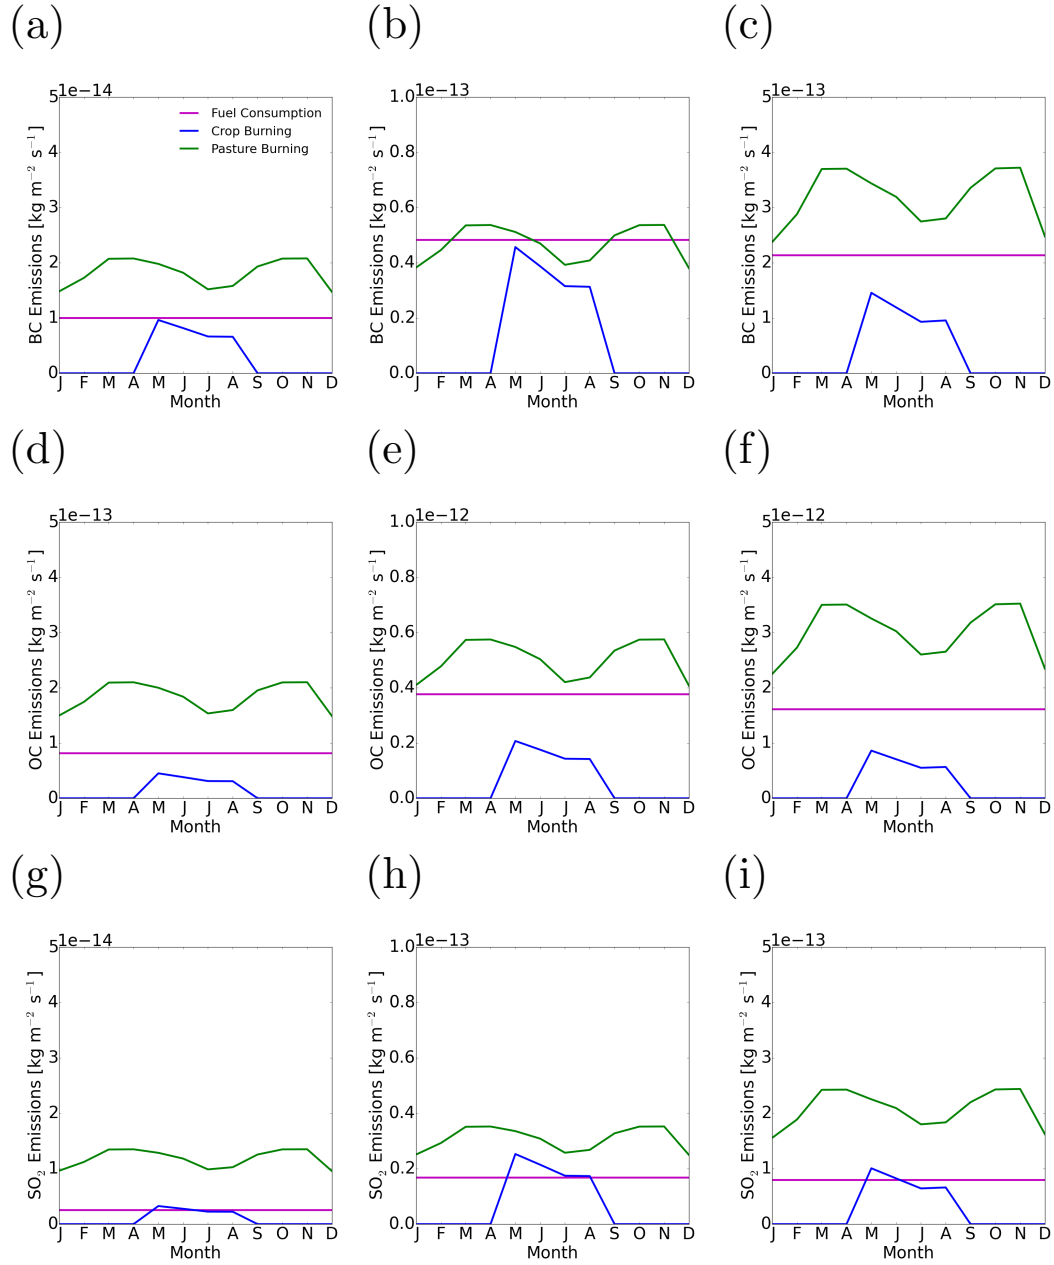 (a) (b) (c)
1e−14 1e−13 1e−13
5 4 3 2 1 0
BC Emissions [kg m−2 s−1]
Fuel Consumption
Crop Burning
Pasture Burning
J F M A M J J A S O N D
Month
1.0 0.8 0.6 0.4 0.2 0.0
BC Emissions [kg m−2 s−1]
J F M A M J J A S O N D
Month
5 4 3 2 1 0
BC Emissions [kg m−2 s−1]
J F M A M J J A S O N D
Month
(d) (e) (f)
1e−13 1e−12 1e−12
5 4 3 2 1 0
OC Emissions [kg m−2 s−1]
J F M A M J J A S O N D
Month
1.0 0.8 0.6 0.4 0.2 0.0
OC Emissions [kg m−2 s−1]
J F M A M J J A S O N D
Month
5 4 3 2 1 0
OC Emissions [kg m−2 s−1]
J F M A M J J A S O N D
Month
(g) (h) (i)
1e−14 1e−13 1e−13
5 4 3 2 1 0
SO2 Emissions [kg m−2 s−1]
J F M A M J J A S O N D
Month
1.0 0.8 0.6 0.4 0.2 0.0
SO2 Emissions [kg m−2 s−1]
J F M A M J J A S O N D
Month
5 4 3 2 1 0
SO2 Emissions [kg m−2 s−1]
J F M A M J J A S O N D
Month